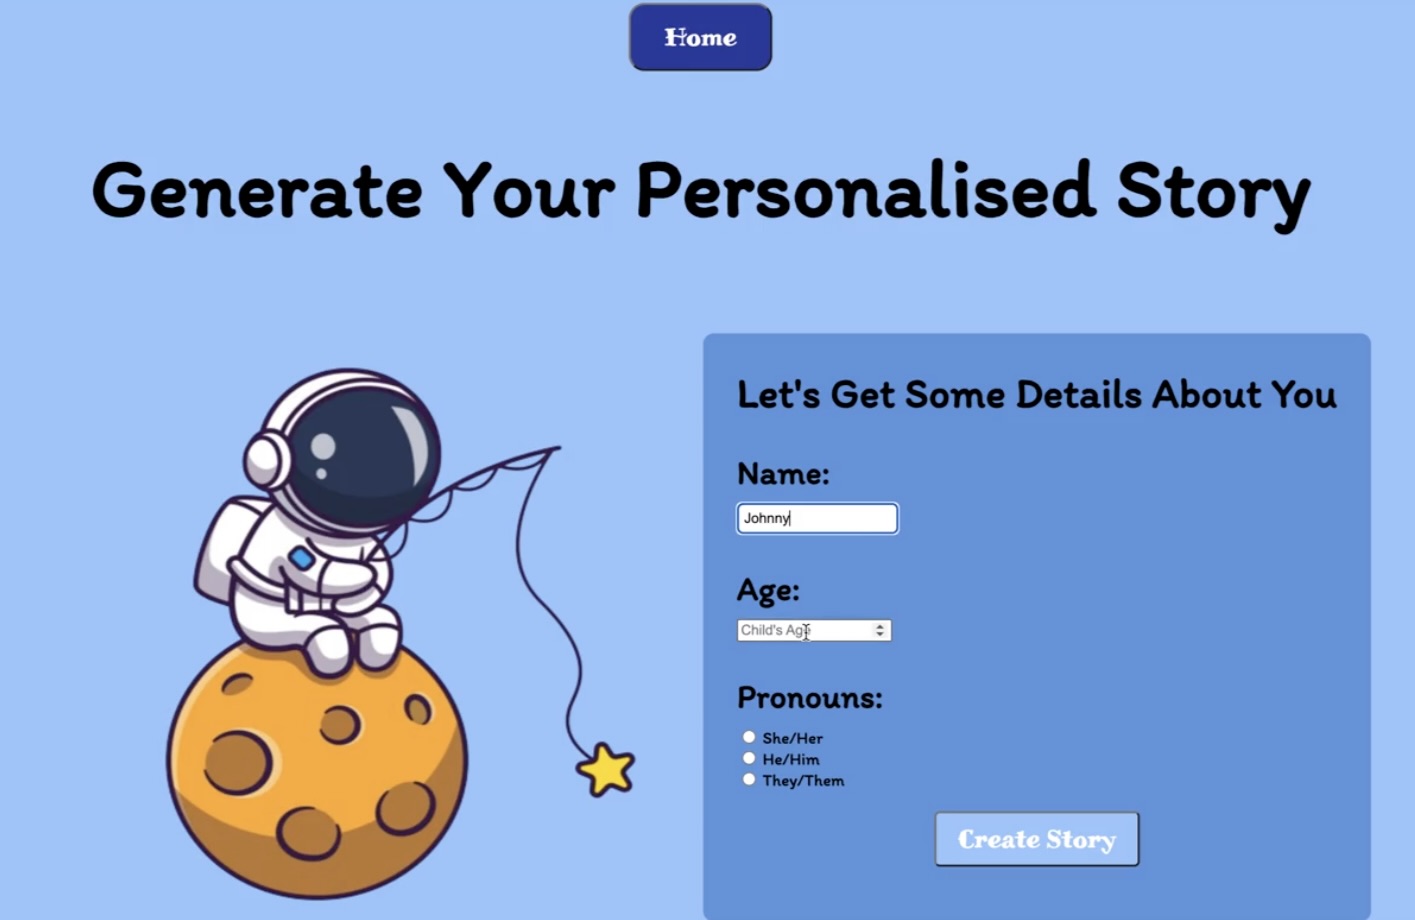 Home
Generate Your Personalised Story
Let's Get Some Details About You
Name:
Johnny
Age:
Child's Age
Pronouns:
She/Her
He/Him
They/Them
Create Story